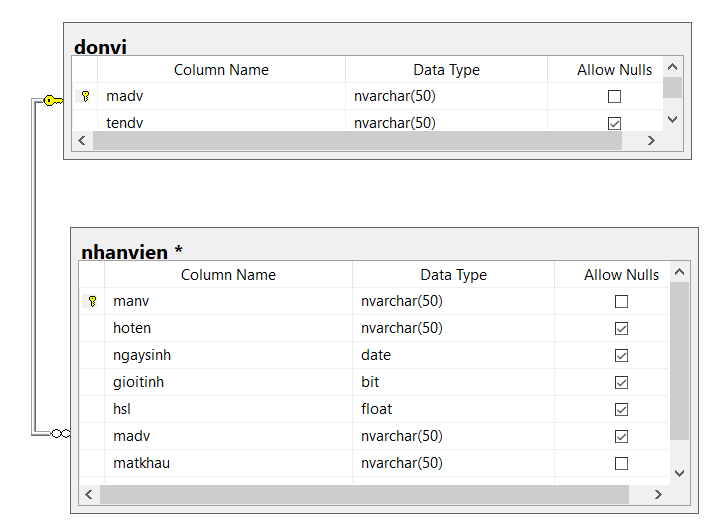 donvi
Column Name Data Type Allow Nulls
madv nvarchar(50)
tendv nvarchar(50)
nhanvien *
Column Name Data Type Allow Nulls
manv nvarchar(50)
hoten nvarchar(50)
ngaysinh date
gioitinh bit
hsl float
madv nvarchar(50)
matkhau nvarchar(50)